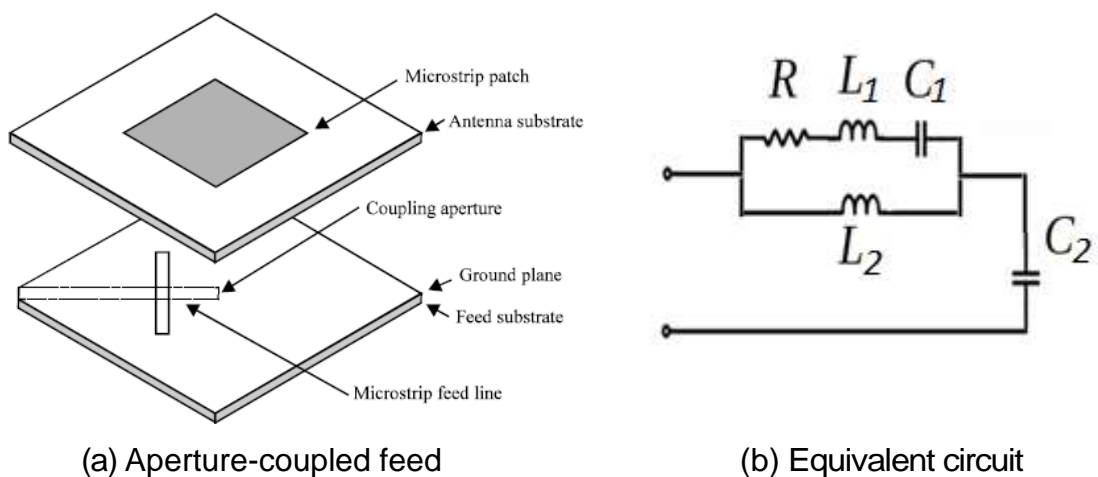 Microstrip patch
Antenna substrate
Coupling aperture
Ground plane
Feed substrate
Microstrip feed line
(a) Aperture-coupled feed
R L1 C1
L2
C2
(b) Equivalent circuit